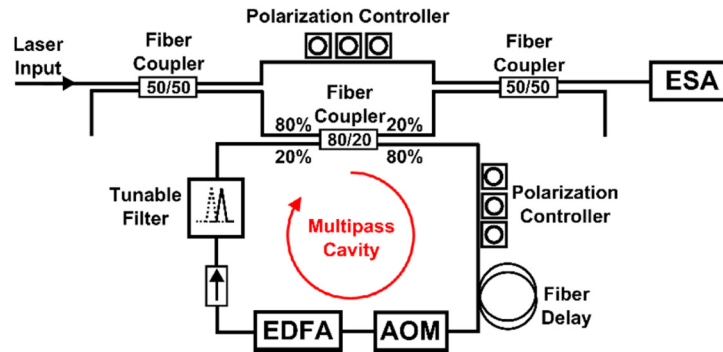 Polarization Controller
Laser
Input
Fiber
Coupler
50/50
Fiber
Coupler
50/50
ESA
Fiber
Coupler
80%
80/20
20%
20%
80%
Tunable
Filter
Multipass
Cavity
Polarization
Controller
Fiber
Delay
EDFA
AOM